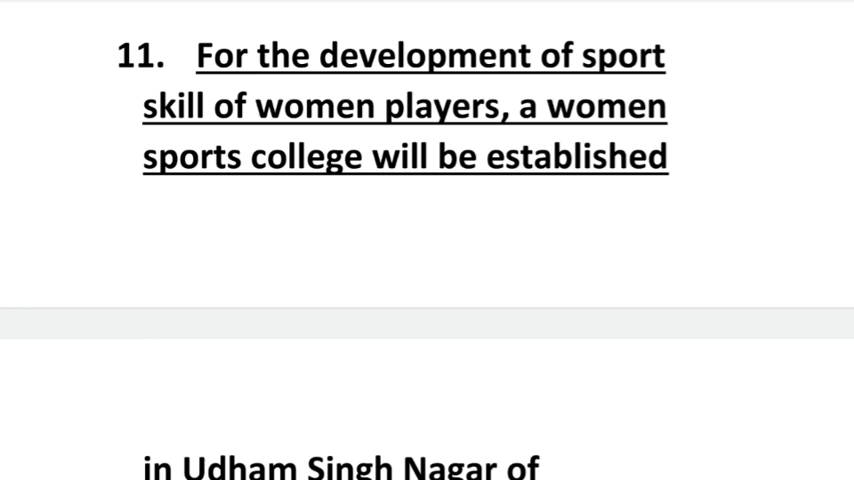 11. For the development of sport
skill of women players, a women
sports college will be established
in Udham Singh Nagar of